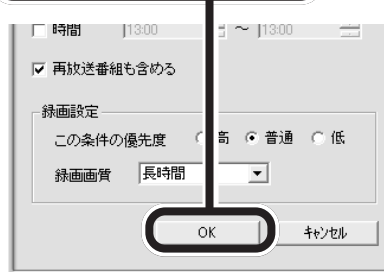 時間 13:00 ～ 13:00
再放送番組も含める
録画設定
この条件の優先度 高 普通 低
録画画質 長時間
OK キャンセル